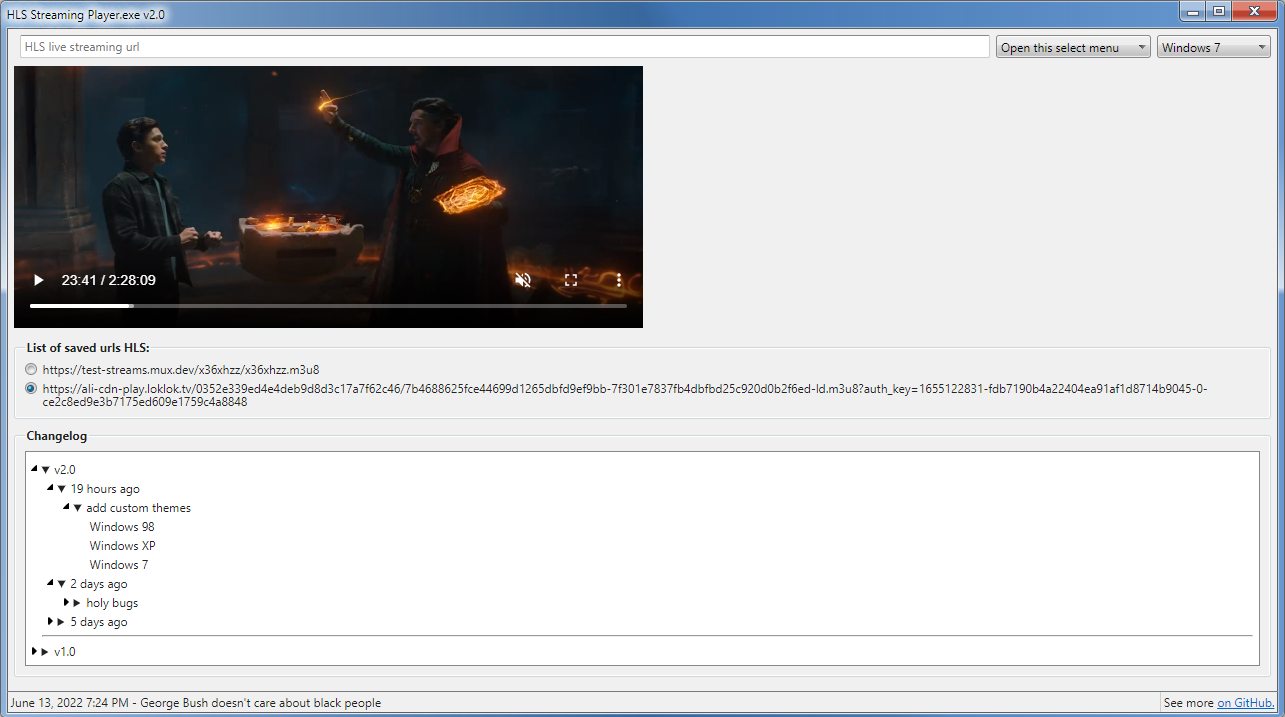 HLS Streaming Player.exe v2.0
HLS live streaming url
Open this select menu
Windows 7
23:41 / 2:28:09
List of saved urls HLS:
https://test-streams.mux.dev/x36xhzz/x36xhzz.m3u8
https://ali-cdn-play.loklok.tv/0352e339ed4e4deb9d8d3c17a7f62c46/7b4688625fce44699d1265dbfd9ef9bb-7f301e7837fb4dbfbd25c920d0b2f6ed-ld.m3u8?auth_key=1655122831-fdb7190b4a22404ea91af1d8714b9045-0-
ce2c8ed9e3b7175ed609e1759c4a8848
Changelog
v2.0
19 hours ago
add custom themes
Windows 98
Windows XP
Windows 7
2 days ago
holy bugs
5 days ago
v1.0
June 13, 2022 7:24 PM - George Bush doesn't care about black people
See more on GitHub.